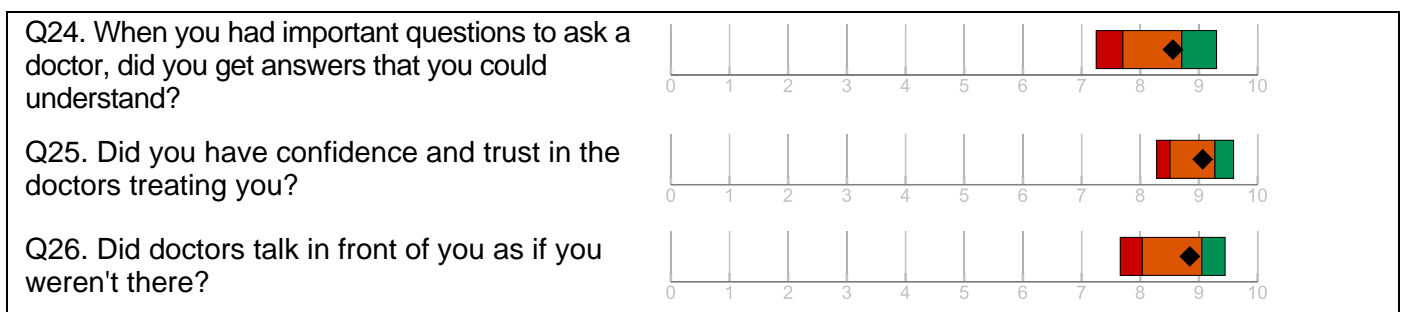 Q24. When you had important questions to ask a
doctor, did you get answers that you could
understand?
0 1 2 3 4 5 6 7 8 9 10
Q25. Did you have confidence and trust in the
doctors treating you?
0 1 2 3 4 5 6 7 8 9 10
Q26. Did doctors talk in front of you as if you
weren't there?
0 1 2 3 4 5 6 7 8 9 10